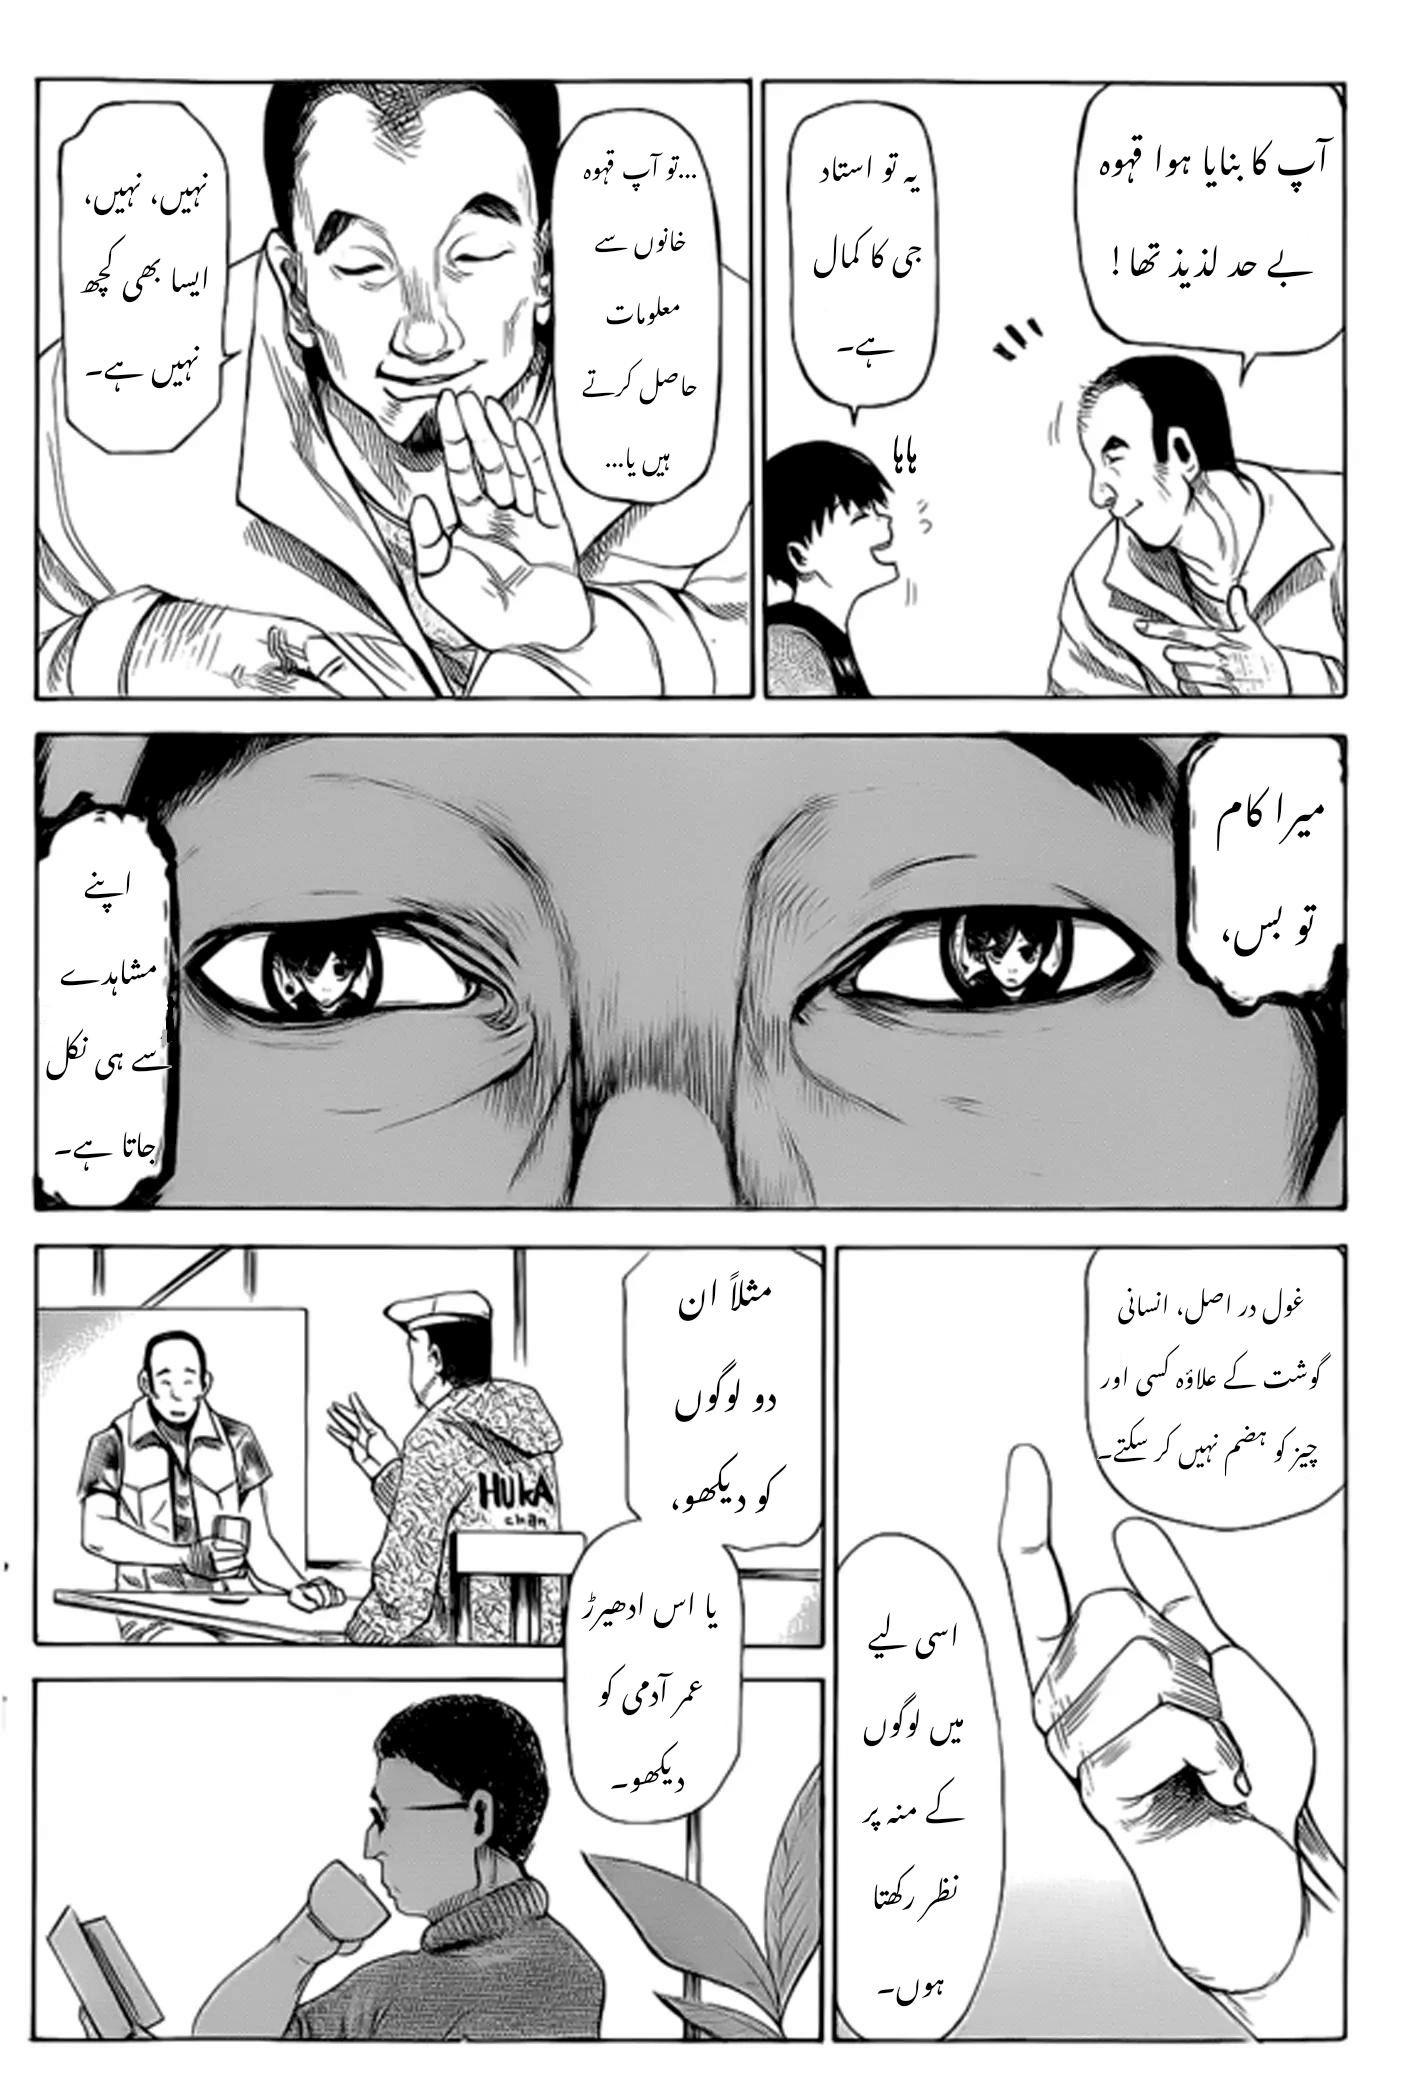 آپ کا بنایا ہوا قہوہ
بے حد لذیذ تھا!
یہ تو استاد
جی کا کمال
ہے۔
ہاہا
...تو آپ قہوہ
خانوں سے
معلومات
حاصل کرتے
ہیں یا...
نہیں، نہیں،
ایسا بھی کچھ
نہیں ہے۔
میرا کام
تو بس،
اپنے
مشاہدے
سے ہی نکل
جاتا ہے۔
غول در اصل، انسانی
گوشت کے علاؤہ کسی اور
چیز کو ہضم نہیں کر سکتے۔
اسی لیے
میں لوگوں
کے منہ پر
نظر رکھتا
ہوں۔
مثلاً ان
دو لوگوں
کو دیکھو،
یا اس ادھیڑ
عمر آدمی کو
دیکھو۔
HUKA
chan